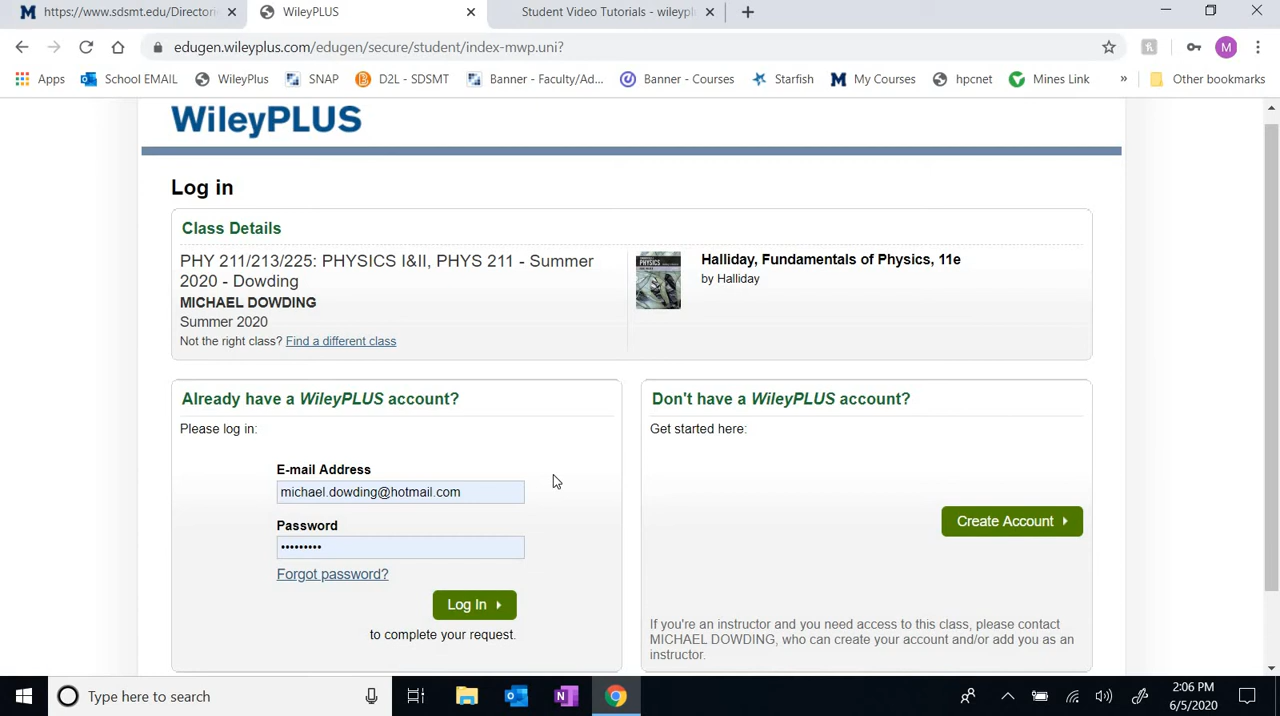 https://www.sdsmt.edu/Directori
WileyPLUS
Student Video Tutorials - wileypl
edugen.wileyplus.com/edugen/secure/student/index-mwp.uni?
M
Apps
School EMAIL
WileyPlus
SNAP
D2L - SDSMT
Banner - Faculty/Ad...
Banner - Courses
Starfish
My Courses
hpcnet
Mines Link
»
Other bookmarks
WileyPLUS
Log in
Class Details
PHY 211/213/225: PHYSICS I&II, PHYS 211 - Summer
2020 - Dowding
MICHAEL DOWDING
Summer 2020
Not the right class? Find a different class
PHYSICS
Halliday, Fundamentals of Physics, 11e
by Halliday
Already have a WileyPLUS account?
Please log in:
E-mail Address
michael.dowding@hotmail.com
Password
•••••••••
Forgot password?
Log In
to complete your request.
Don't have a WileyPLUS account?
Get started here:
Create Account
If you're an instructor and you need access to this class, please contact
MICHAEL DOWDING, who can create your account and/or add you as an
instructor.
Type here to search
2:06 PM
6/5/2020